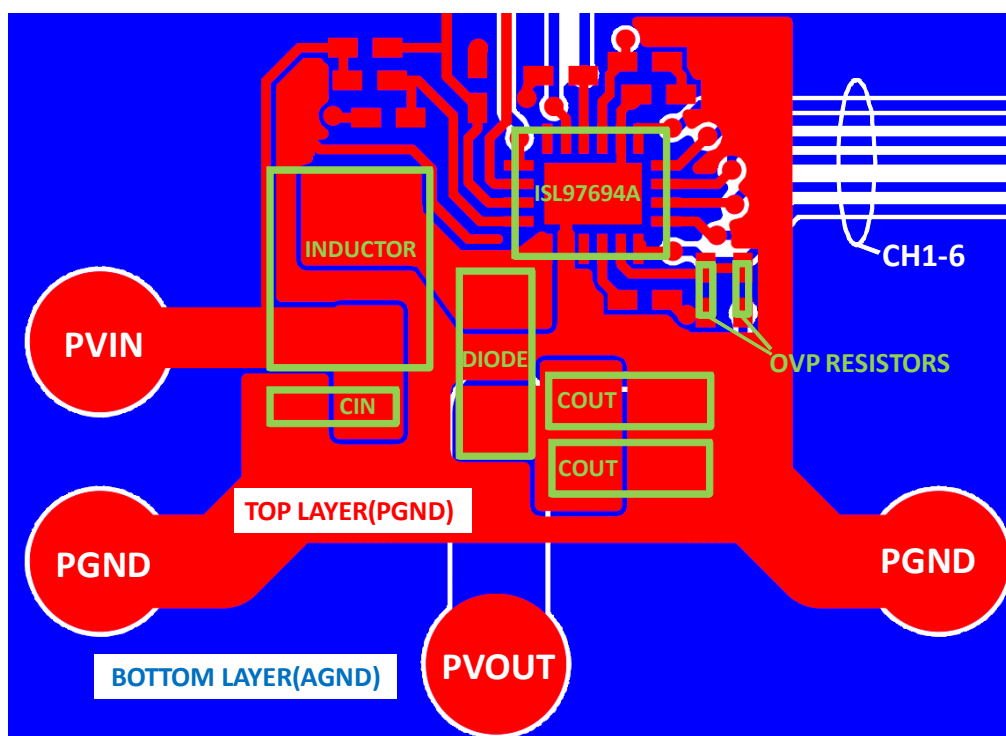 ISL97694A
INDUCTOR
CH1-6
PVIN
DIODE
OVP RESISTORS
CIN
COUT
COUT
TOP LAYER(PGND)
PGND
PGND
BOTTOM LAYER(AGND)
PVOUT